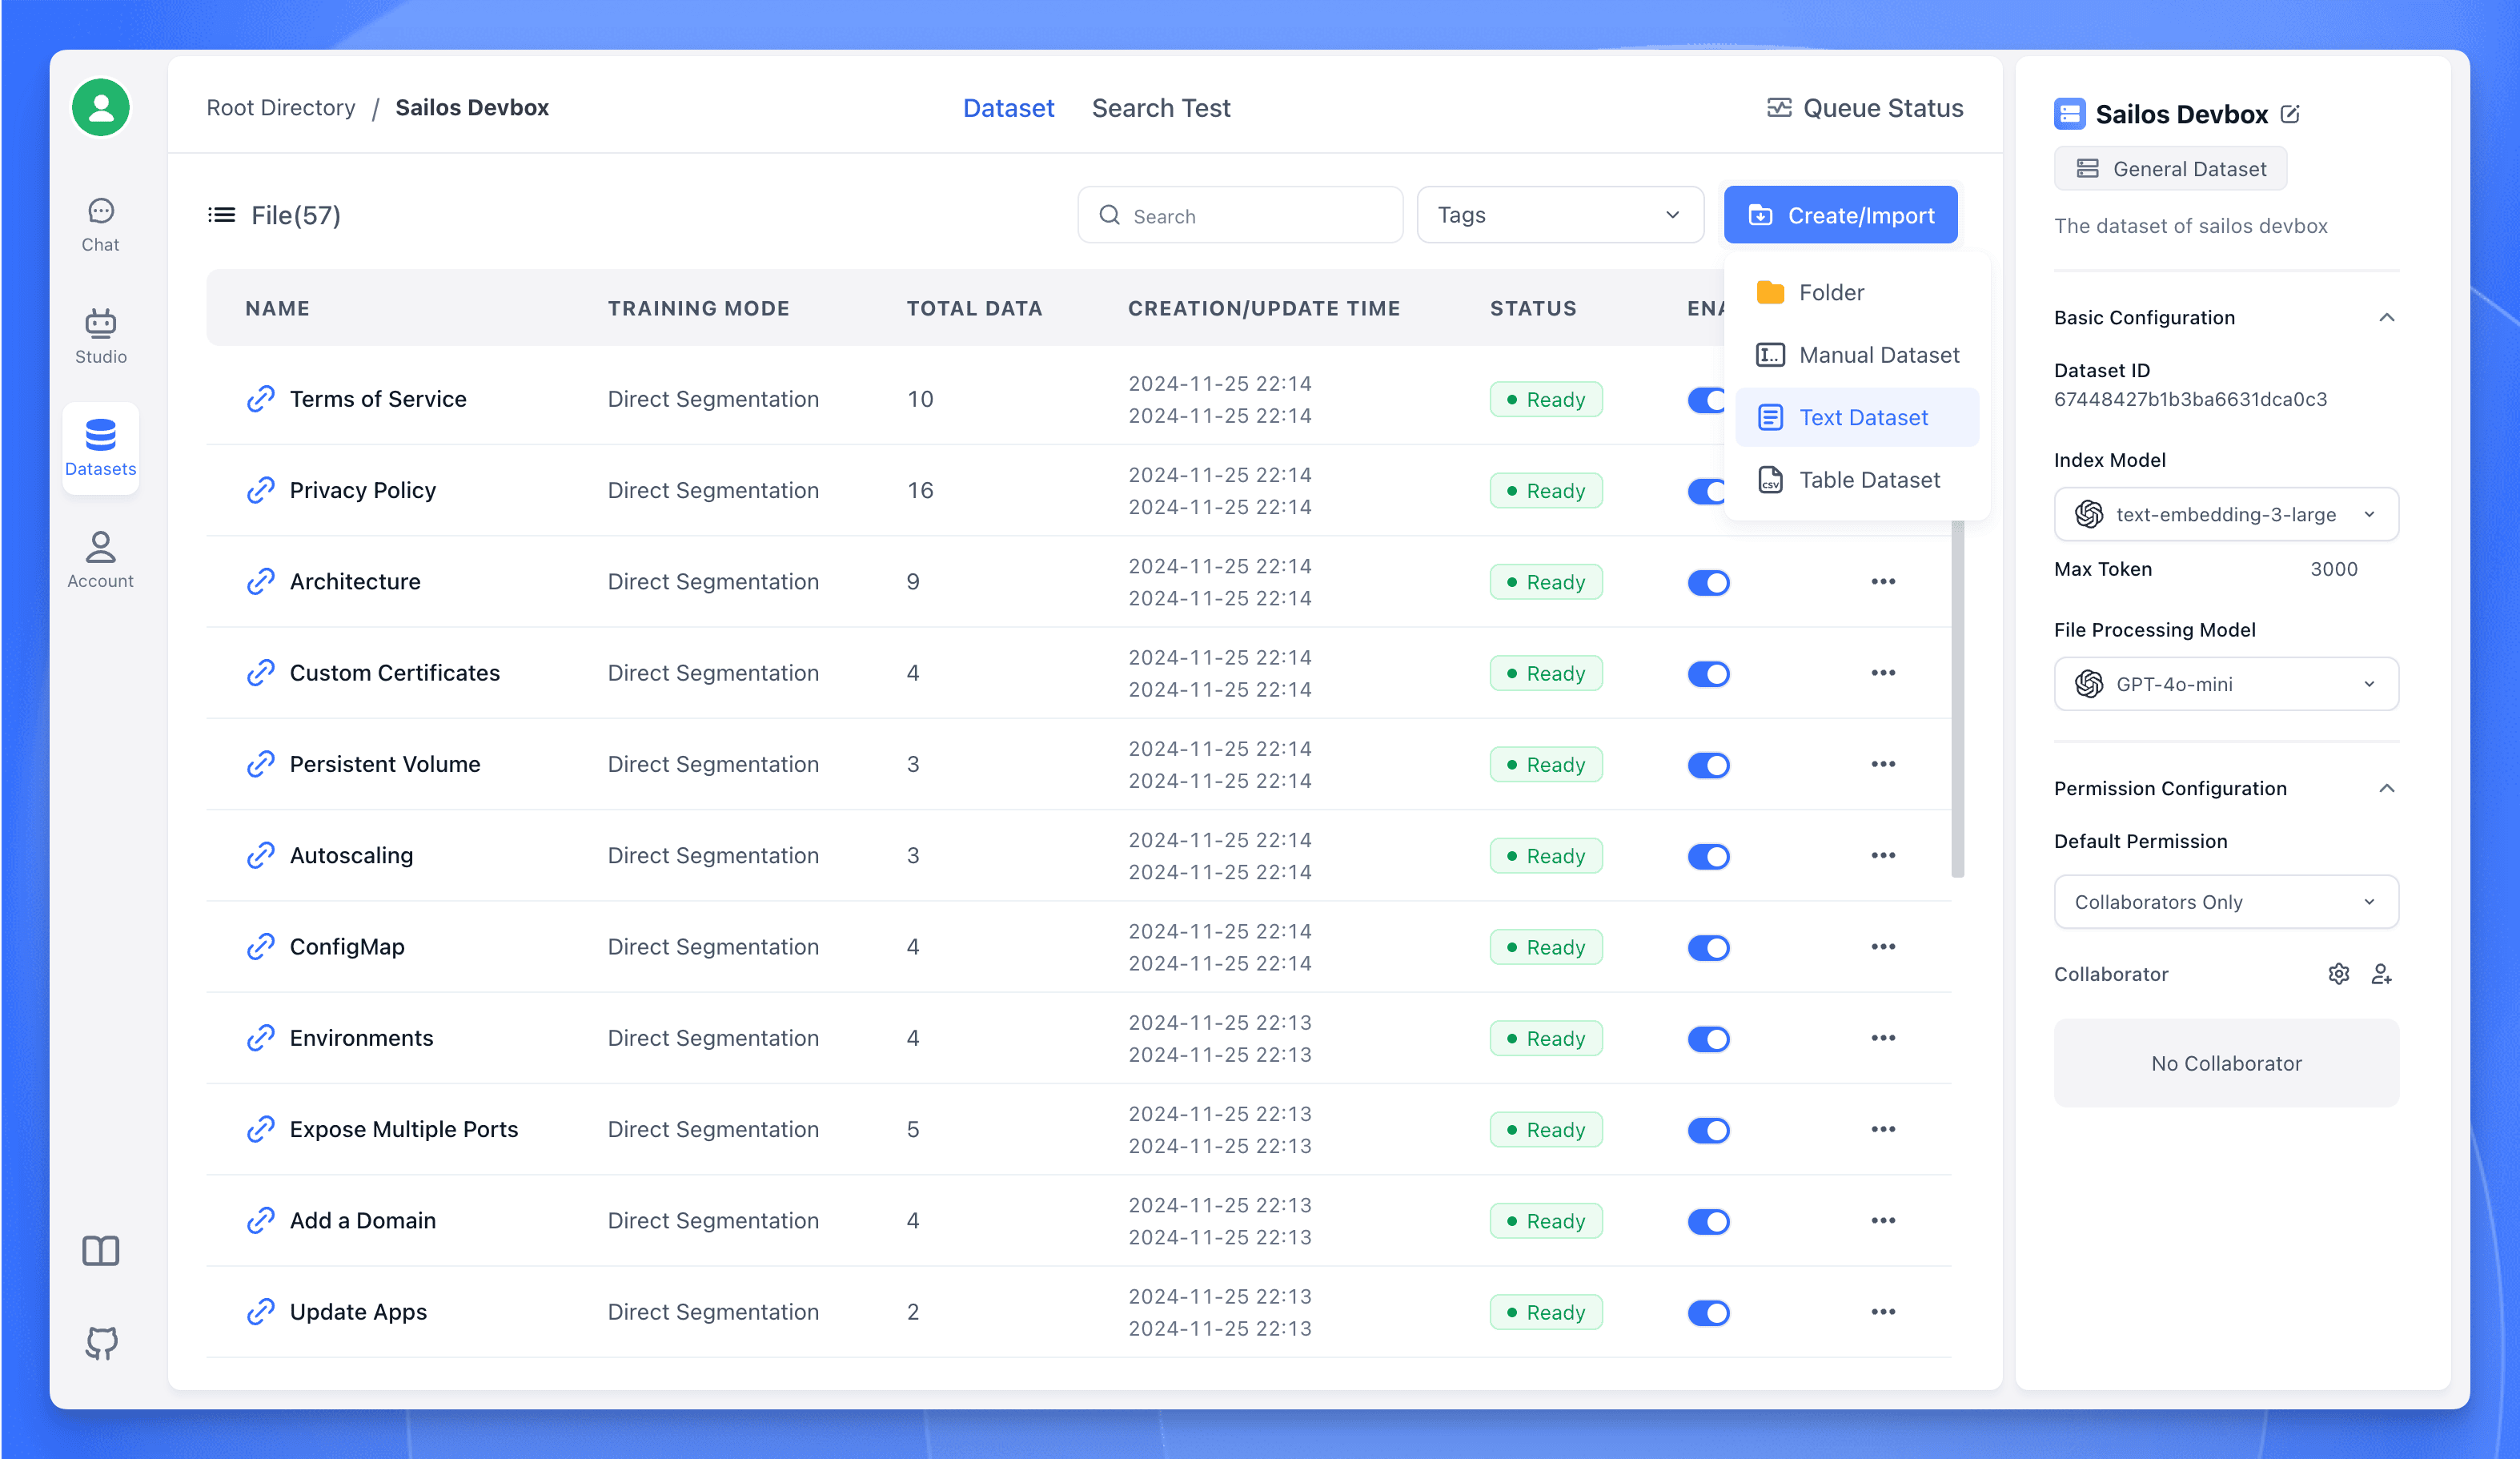 Chat
Studio
Datasets
Account
Root Directory / Sailos Devbox
Dataset
Search Test
Queue Status
File(57)
Search
Tags
Create/Import
Folder
Manual Dataset
Text Dataset
CSV Table Dataset
NAME TRAINING MODE TOTAL DATA CREATION/UPDATE TIME STATUS ENA
Terms of Service Direct Segmentation 10 2024-11-25 22:14 Ready
2024-11-25 22:14
Privacy Policy Direct Segmentation 16 2024-11-25 22:14 Ready
2024-11-25 22:14
Architecture Direct Segmentation 9 2024-11-25 22:14 Ready
2024-11-25 22:14
Custom Certificates Direct Segmentation 4 2024-11-25 22:14 Ready
2024-11-25 22:14
Persistent Volume Direct Segmentation 3 2024-11-25 22:14 Ready
2024-11-25 22:14
Autoscaling Direct Segmentation 3 2024-11-25 22:14 Ready
2024-11-25 22:14
ConfigMap Direct Segmentation 4 2024-11-25 22:14 Ready
2024-11-25 22:14
Environments Direct Segmentation 4 2024-11-25 22:13 Ready
2024-11-25 22:13
Expose Multiple Ports Direct Segmentation 5 2024-11-25 22:13 Ready
2024-11-25 22:13
Add a Domain Direct Segmentation 4 2024-11-25 22:13 Ready
2024-11-25 22:13
Update Apps Direct Segmentation 2 2024-11-25 22:13 Ready
2024-11-25 22:13
Sailos Devbox
General Dataset
The dataset of sailos devbox
Basic Configuration
Dataset ID
67448427b1b3ba6631dca0c3
Index Model
text-embedding-3-large
Max Token 3000
File Processing Model
GPT-4o-mini
Permission Configuration
Default Permission
Collaborators Only
Collaborator
No Collaborator